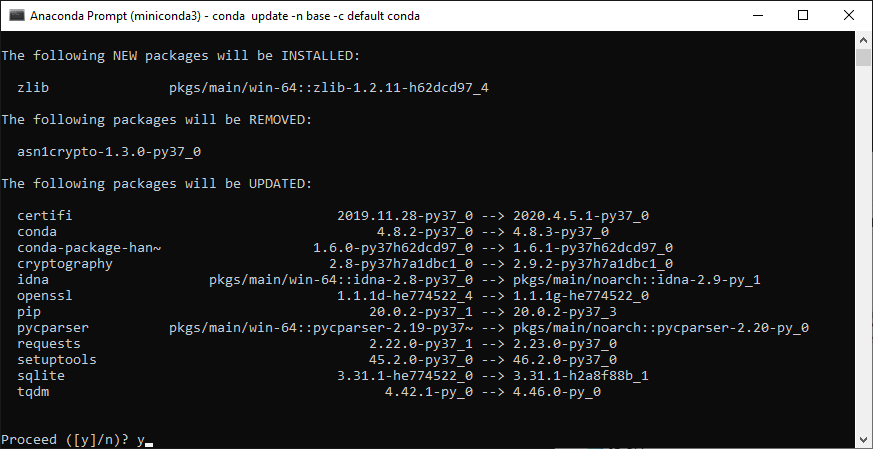 Anaconda Prompt (miniconda3) - conda  update -n base -c default conda
The following NEW packages will be INSTALLED:
zlib               pkgs/main/win-64::zlib-1.2.11-h62dcd97_4
The following packages will be REMOVED:
asn1crypto-1.3.0-py37_0
The following packages will be UPDATED:
certifi                                 2019.11.28-py37_0 --> 2020.4.5.1-py37_0
conda                                        4.8.2-py37_0 --> 4.8.3-py37_0
conda-package-han~                   1.6.0-py37h62dcd97_0 --> 1.6.1-py37h62dcd97_0
cryptography                           2.8-py37h7a1dbc1_0 --> 2.9.2-py37h7a1dbc1_0
idna                    pkgs/main/win-64::idna-2.8-py37_0 --> pkgs/main/noarch::idna-2.9-py_1
openssl                                 1.1.1d-he774522_4 --> 1.1.1g-he774522_0
pip                                         20.0.2-py37_1 --> 20.0.2-py37_3
pycparser          pkgs/main/win-64::pycparser-2.19-py37~ --> pkgs/main/noarch::pycparser-2.20-py_0
requests                                    2.22.0-py37_1 --> 2.23.0-py37_0
setuptools                                  45.2.0-py37_0 --> 46.2.0-py37_0
sqlite                                  3.31.1-he774522_0 --> 3.31.1-h2a8f88b_1
tqdm                                          4.42.1-py_0 --> 4.46.0-py_0
Proceed ([y]/n)? y